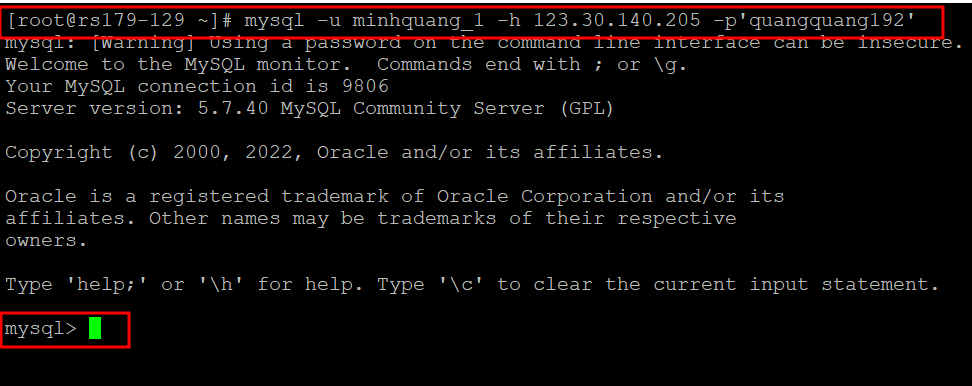 [root@rs179-129 ~]# mysql -u minhquang_1 -h 123.30.140.205 -p'quangquang192'
mysql: [Warning] Using a password on the command line interface can be insecure.
Welcome to the MySQL monitor.  Commands end with ; or \g.
Your MySQL connection id is 9806
Server version: 5.7.40 MySQL Community Server (GPL)

Copyright (c) 2000, 2022, Oracle and/or its affiliates.

Oracle is a registered trademark of Oracle Corporation and/or its
affiliates. Other names may be trademarks of their respective
owners.

Type 'help;' or '\h' for help. Type '\c' to clear the current input statement.

mysql>